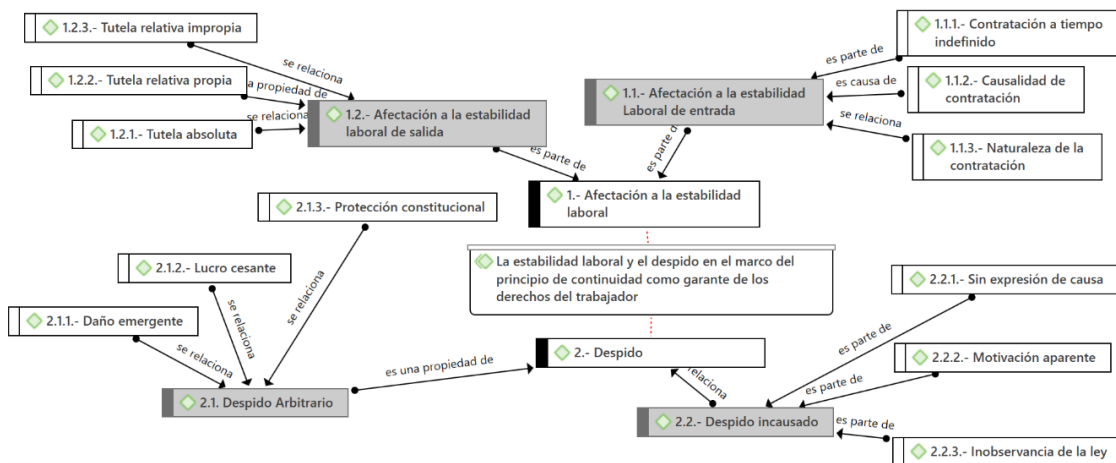 1.2.3.- Tutela relativa impropia
se relaciona
1.2.2.- Tutela relativa propia
a propiedad de
1.2.1.- Tutela absoluta
se relaciona
1.2.- Afectación a la estabilidad
laboral de salida
es parte de
1.1.1.- Contratación a tiempo
indefinido
es parte de
1.1.2.- Causalidad de
contratación
es causa de
1.1.3.- Naturaleza de la
contratación
se relaciona
1.1.- Afectación a la estabilidad
Laboral de entrada
es parte de
1.- Afectación a la estabilidad
laboral
La estabilidad laboral y el despido en el marco del
principio de continuidad como garante de los
derechos del trabajador
2.1.3.- Protección constitucional
se relaciona
2.1.2.- Lucro cesante
se relaciona
2.1.1.- Daño emergente
se relaciona
2.1. Despido Arbitrario
es una propiedad de
2.- Despido
relaciona
2.2.- Despido incausado
2.2.1.- Sin expresión de causa
es parte de
2.2.2.- Motivación aparente
es parte de
2.2.3.- Inobservancia de la ley
es parte de